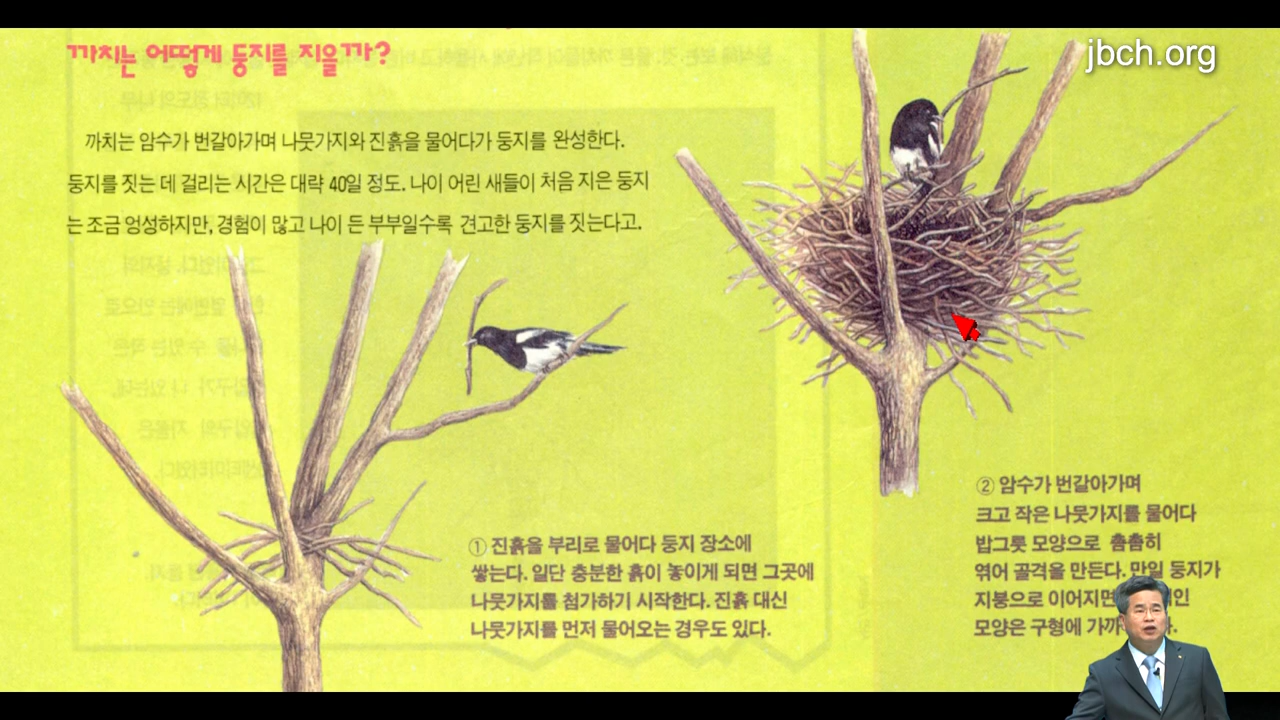 까치는 어떻게 둥지를 지을까?
jbch.org
까치는 암수가 번갈아가며 나뭇가지와 진흙을 물어다가 둥지를 완성한다.
둥지를 짓는 데 걸리는 시간은 대략 40일 정도. 나이 어린 새들이 처음 지은 둥지
는 조금 엉성하지만, 경험이 많고 나이 든 부부일수록 견고한 둥지를 짓는다고.
① 진흙을 부리로 물어다 둥지 장소에
쌓는다. 일단 충분한 흙이 놓이게 되면 그곳에
나뭇가지를 첨가하기 시작한다. 진흙 대신
나뭇가지를 먼저 물어오는 경우도 있다.
② 암수가 번갈아가며
크고 작은 나뭇가지를 물어다
밥그릇 모양으로 촘촘히
엮어 골격을 만든다. 만일 둥지가
지붕으로 이어지면
모양은 구형에